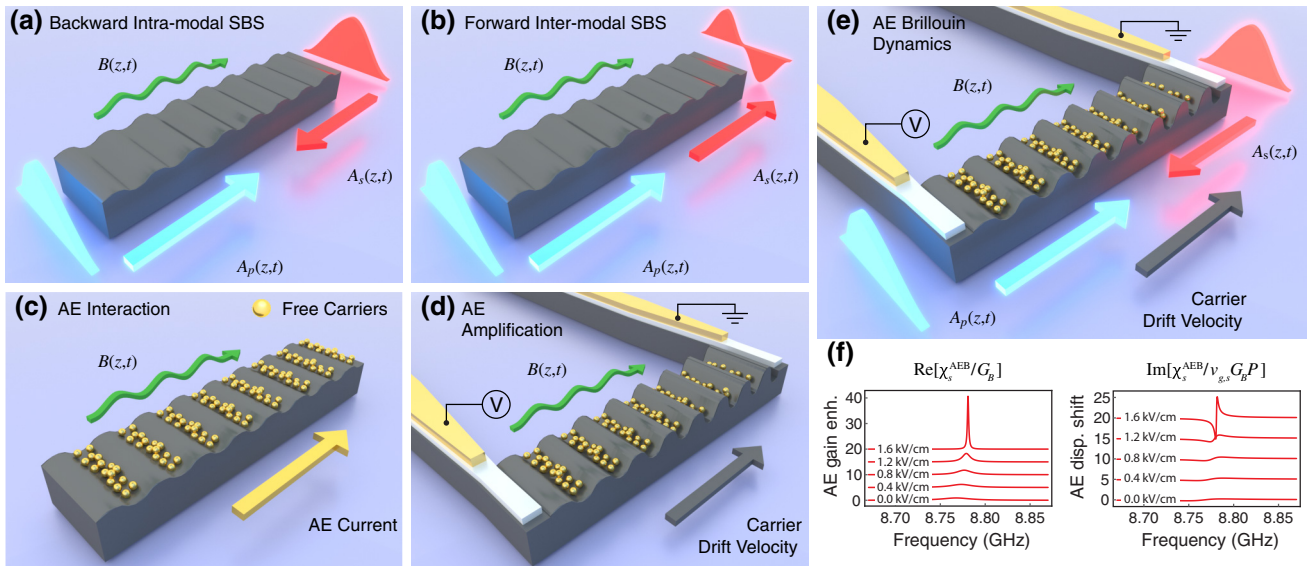 (a) Backward Intra-modal SBS
B(z,t)
A_s(z,t)
A_p(z,t)
(b) Forward Inter-modal SBS
B(z,t)
A_s(z,t)
A_p(z,t)
(c) AE Interaction
Free Carriers
B(z,t)
AE Current
(d) AE
Amplification
B(z,t)
V
Carrier
Drift Velocity
(e) AE Brillouin
Dynamics
B(z,t)
V
A_s(z,t)
A_p(z,t)
Carrier
Drift Velocity
(f)
Re[χ_s^AEB/G_B]
AE gain enh.
40
30
20
10
0
1.6 kV/cm
1.2 kV/cm
0.8 kV/cm
0.4 kV/cm
0.0 kV/cm
8.70 8.75 8.80 8.85
Frequency (GHz)
Im[χ_s^AEB/v_{g,s}G_BP]
AE disp. shift
25
20
15
10
5
0
1.6 kV/cm
1.2 kV/cm
0.8 kV/cm
0.4 kV/cm
0.0 kV/cm
8.70 8.75 8.80 8.85
Frequency (GHz)